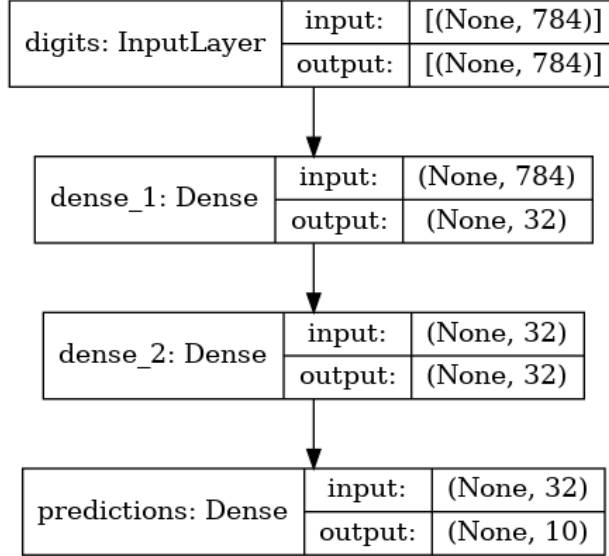 digits: InputLayer
input: [(None, 784)]
output: [(None, 784)]
dense_1: Dense
input: (None, 784)
output: (None, 32)
dense_2: Dense
input: (None, 32)
output: (None, 32)
predictions: Dense
input: (None, 32)
output: (None, 10)